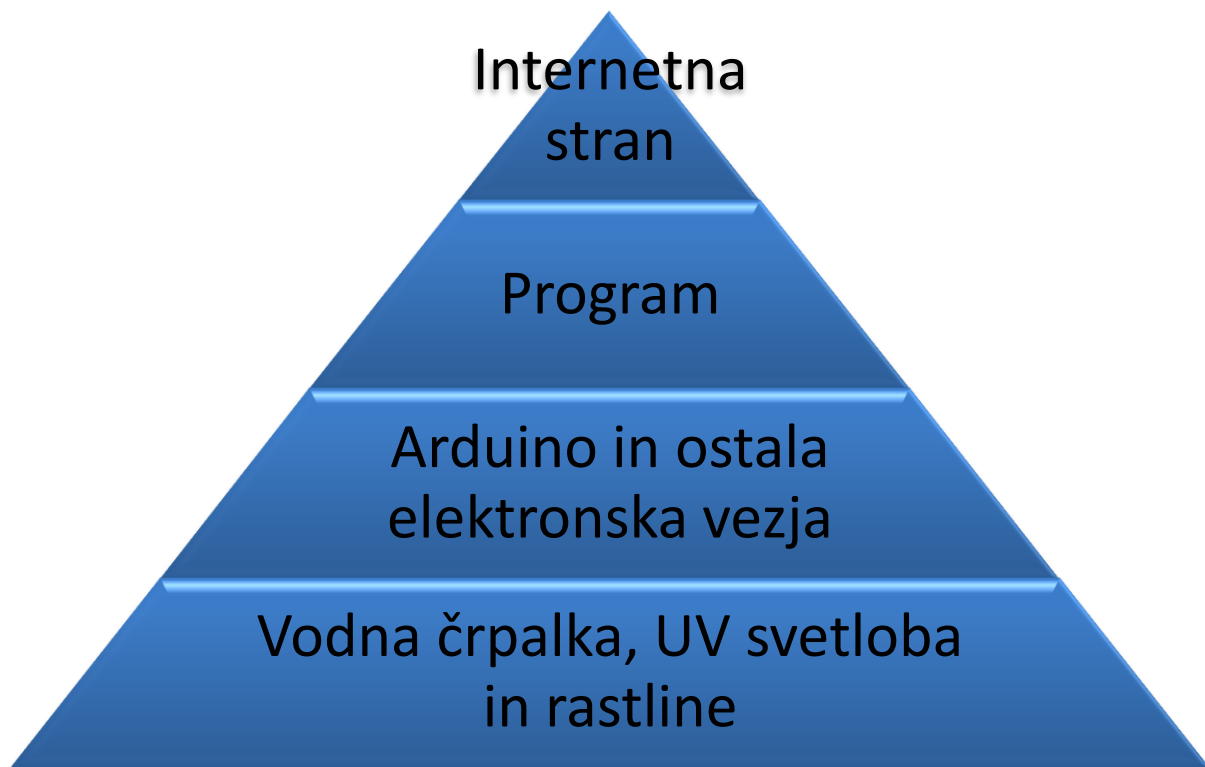 Internetna
stran
Program
Arduino in ostala
elektronska vezja
Vodna črpalka, UV svetloba
in rastline